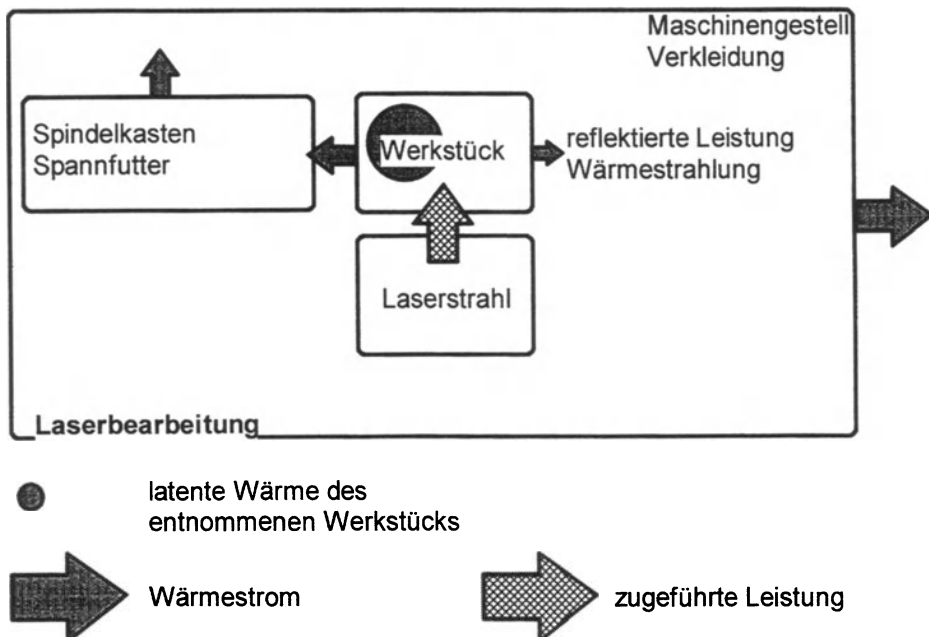 Maschinengestell
Verkleidung
Spindelkasten
Spannfutter
Werkstück
reflektierte Leistung
Wärmestrahlung
Laserstrahl
Laserbearbeitung
latente Wärme des
entnommenen Werkstücks
Wärmestrom
zugeführte Leistung